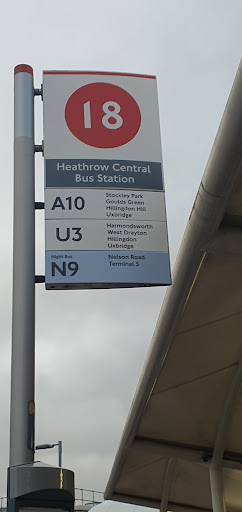 18
Heathrow Central
Bus Station
A10
Stockley Park
Goulds Green
Hillingdon Hill
Uxbridge
U3
Harmondsworth
West Drayton
Hillingdon
Uxbridge
Night Bus
N9
Nelson Road
Terminal 5